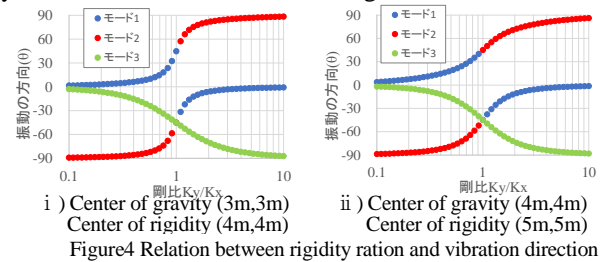 90
60
30
0
-30
-60
-90
振動の方向(θ)
モード1
モード2
モード3
0.1
1
10
剛比Ky/Kx
ⅰ) Center of gravity (3m,3m)
Center of rigidity (4m,4m)
90
60
30
0
-30
-60
-90
振動の方向(θ)
モード1
モード2
モード3
0.1
1
10
剛比Ky/Kx
ⅱ) Center of gravity (4m,4m)
Center of rigidity (5m,5m)
Figure4 Relation between rigidity ration and vibration direction